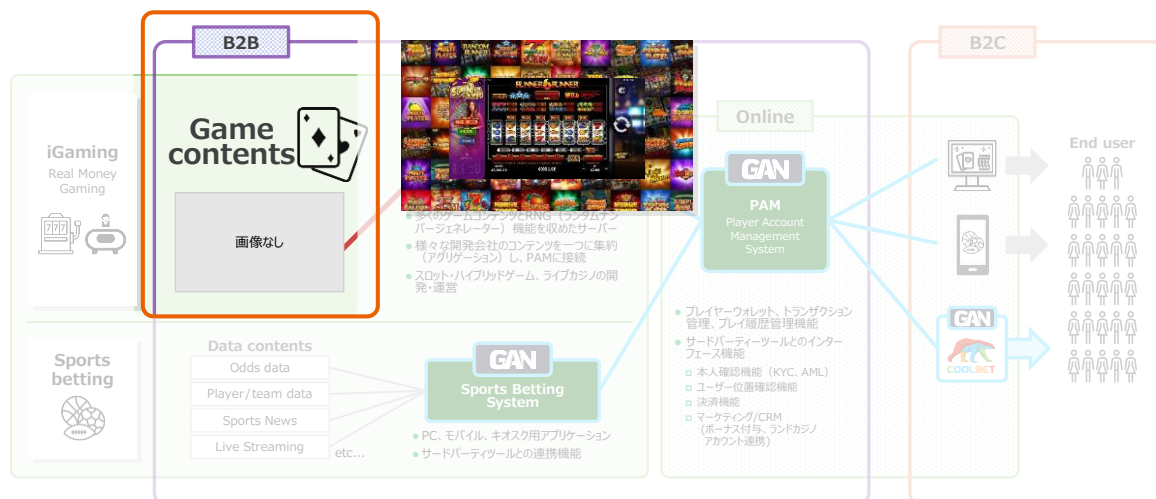 B2B
B2C
Game
contents
画像なし
iGaming
Real Money
Gaming
Online
End user
GAN
PAM
Player Account
Management
System
多くのゲームコンテンツとRNG（ランダムナン
バージェネレーター）機能を収めたサーバー
様々な開発会社のコンテンツを一つに集約
（アグリゲーション）し、PAMに接続
スロット・ハイブリッドゲーム、ライブカジノの開
発・運営
プレイヤーウォレット、トランザクション
管理、プレイ履歴管理機能
サードパーティーツールとのインター
フェース機能
本人確認機能（KYC、AML）
ユーザー位置確認機能
決済機能
マーケティング/CRM
(ボーナス付与、ランドカジノ
アカウント連携)
GAN
COOLBET
Sports
betting
Data contents
Odds data
Player/team data
Sports News
Live Streaming
etc...
GAN
Sports Betting
System
PC、モバイル、キオスク用アプリケーション
サードパーティツールとの連携機能